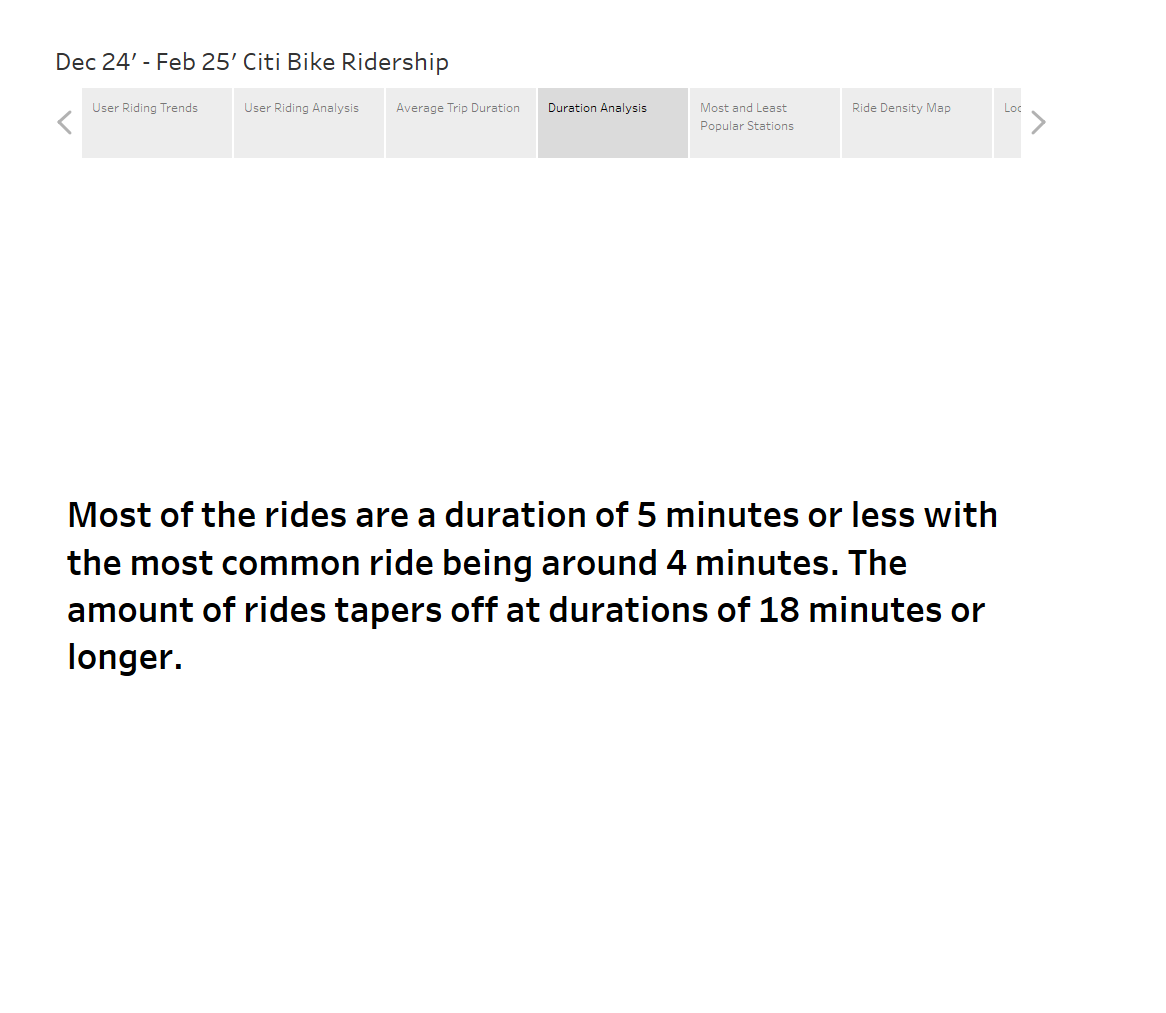 Dec 24’ - Feb 25’ Citi Bike Ridership
User Riding Trends
User Riding Analysis
Average Trip Duration
Duration Analysis
Most and Least
Popular Stations
Ride Density Map
Most of the rides are a duration of 5 minutes or less with
the most common ride being around 4 minutes. The
amount of rides tapers off at durations of 18 minutes or
longer.